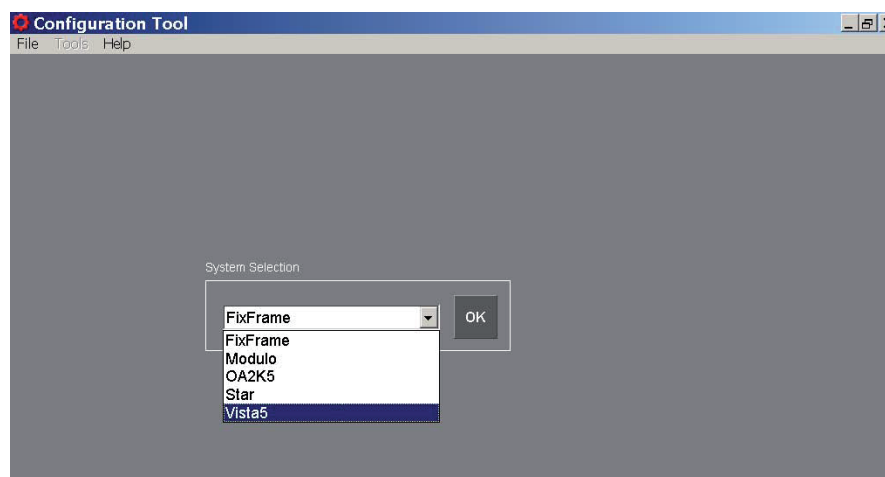 Configuration Tool
File Tools Help
System Selection
FixFrame
OK
FixFrame
Modulo
OA2K5
Star
Vista5